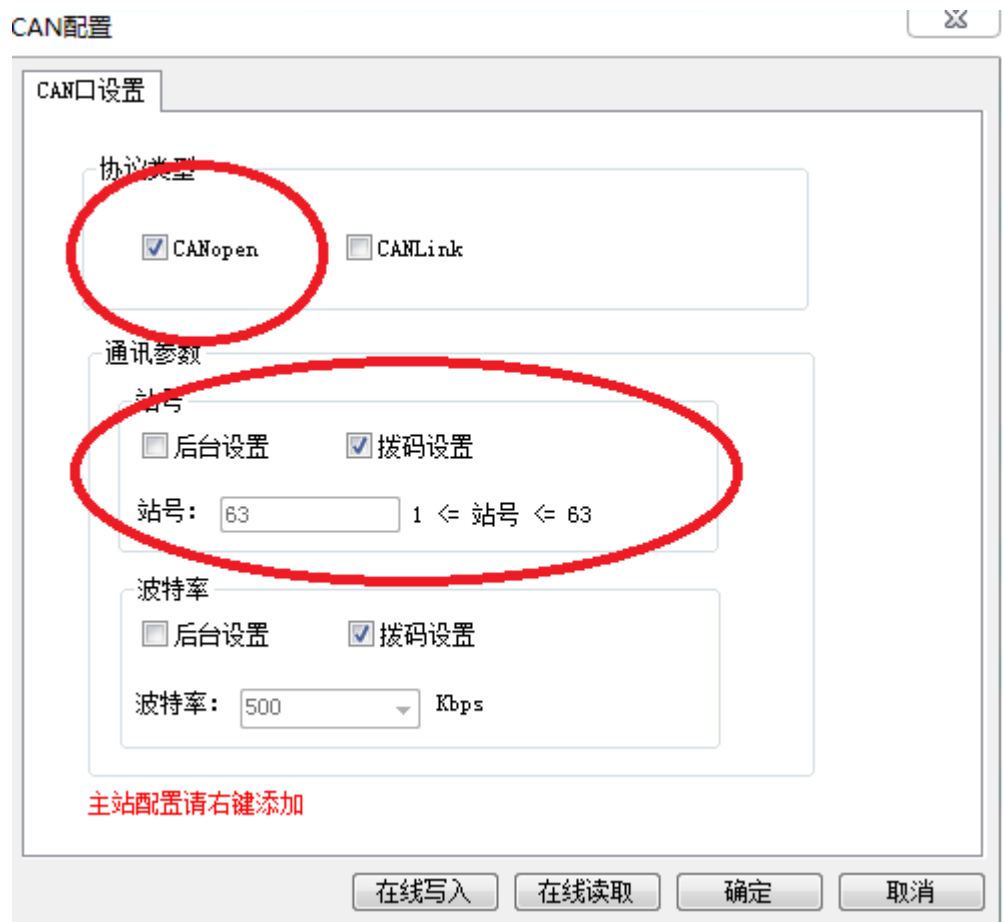 CAN配置
CAN口设置
协议类型
CANopen CANLink
通讯参数
站号
后台设置 拨码设置
站号: 63 1 <= 站号 <= 63
波特率
后台设置 拨码设置
波特率: 500 Kbps
主站配置请右键添加
在线写入 在线读取 确定 取消